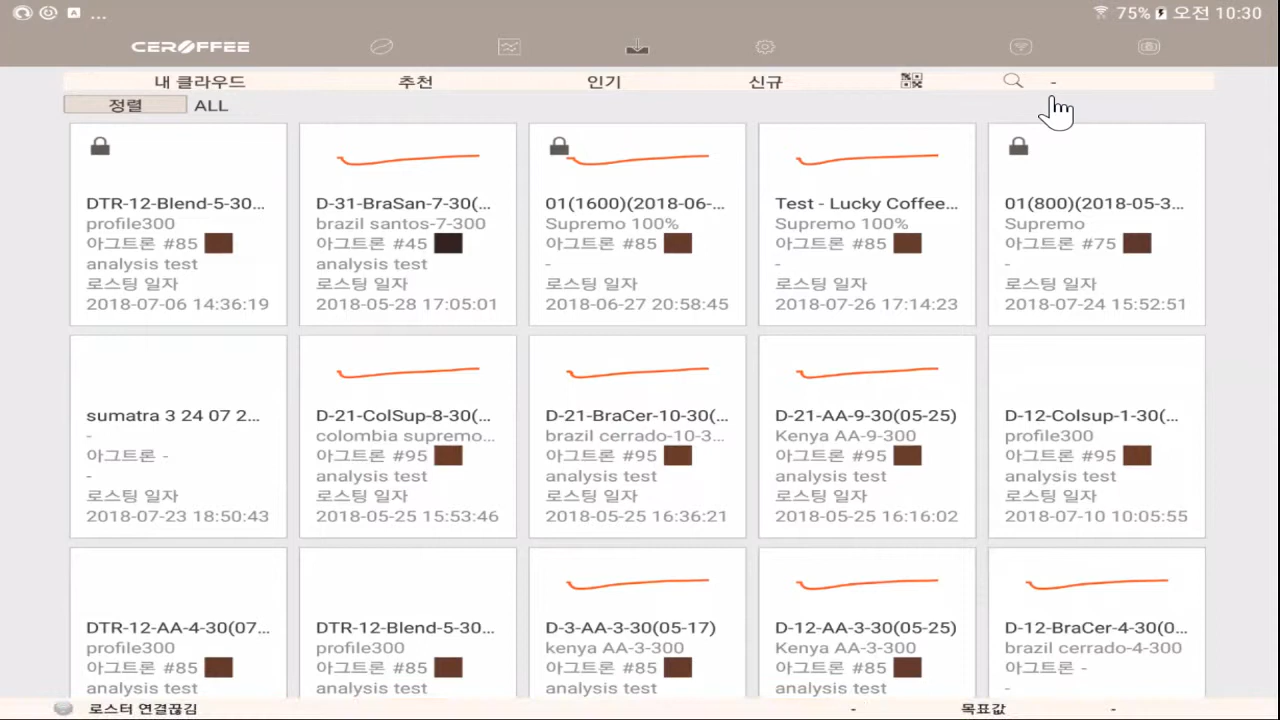 A ... 75% 오전 10:30
CEROFFEE
내 클라우드 추천 인기 신규 -
정렬 ALL
DTR-12-Blend-5-30...
profile300
아그트론 #85
analysis test
로스팅 일자
2018-07-06 14:36:19
D-31-BraSan-7-30(...
brazil santos-7-300
아그트론 #45
analysis test
로스팅 일자
2018-05-28 17:05:01
01(1600)(2018-06-...
Supremo 100%
아그트론 #85
-
로스팅 일자
2018-06-27 20:58:45
Test - Lucky Coffee...
Supremo 100%
아그트론 #85
-
로스팅 일자
2018-07-26 17:14:23
01(800)(2018-05-3...
Supremo
아그트론 #75
-
로스팅 일자
2018-07-24 15:52:51
sumatra 3 24 07 2...
-
아그트론 -
-
로스팅 일자
2018-07-23 18:50:43
D-21-ColSup-8-30(...
colombia supremo...
아그트론 #95
analysis test
로스팅 일자
2018-05-25 15:53:46
D-21-BraCer-10-30(...
brazil cerrado-10-3...
아그트론 #95
analysis test
로스팅 일자
2018-05-25 16:36:21
D-21-AA-9-30(05-25)
Kenya AA-9-300
아그트론 #95
analysis test
로스팅 일자
2018-05-25 16:16:02
D-12-Colsup-1-30(...
profile300
아그트론 #95
analysis test
로스팅 일자
2018-07-10 10:05:55
DTR-12-AA-4-30(07...
profile300
아그트론 #85
analysis test
DTR-12-Blend-5-30...
profile300
아그트론 #85
analysis test
D-3-AA-3-30(05-17)
kenya AA-3-300
아그트론 #85
analysis test
D-12-AA-3-30(05-25)
Kenya AA-3-300
아그트론 #85
analysis test
D-12-BraCer-4-30(0...
brazil cerrado-4-300
아그트론 -
-
로스터 연결끊김 - 목표값 -